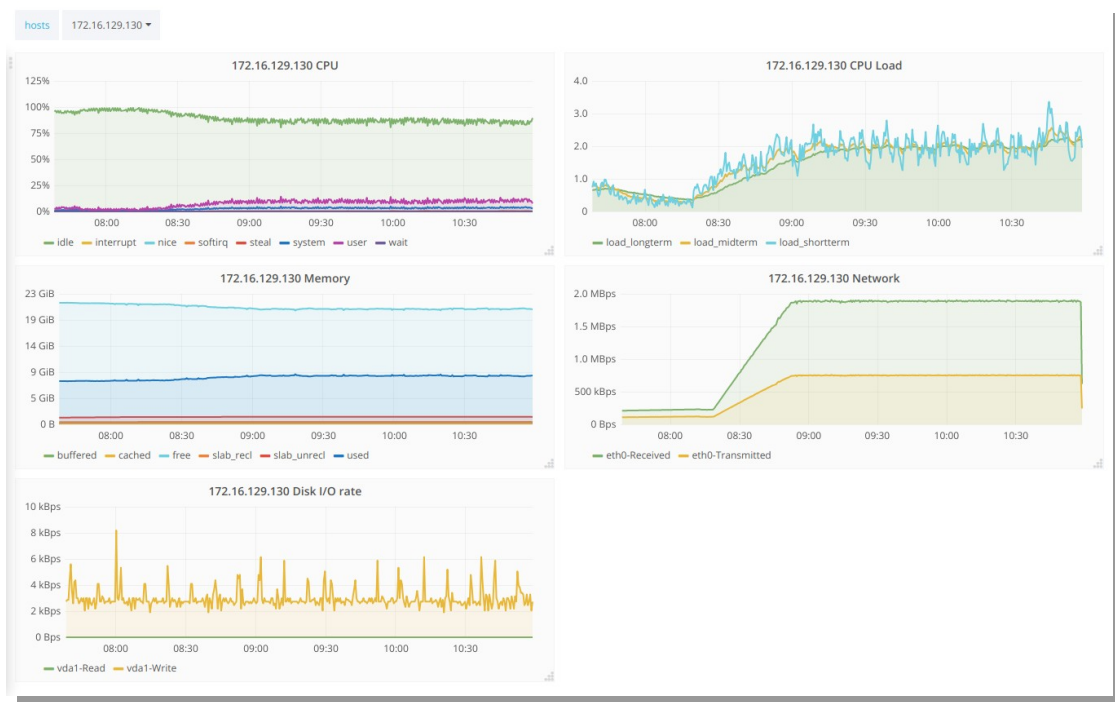 hosts 172.16.129.130
172.16.129.130 CPU
125%
100%
75%
50%
25%
0%
08:00 08:30 09:00 09:30 10:00 10:30
idle interrupt nice softirq steal system user wait
172.16.129.130 CPU Load
4.0
3.0
2.0
1.0
0
08:00 08:30 09:00 09:30 10:00 10:30
load_longterm load_midterm load_shortterm
172.16.129.130 Memory
23 GiB
19 GiB
14 GiB
9 GiB
5 GiB
0 B
08:00 08:30 09:00 09:30 10:00 10:30
buffered cached free slab_recl slab_unrecl used
172.16.129.130 Network
2.0 MBps
1.5 MBps
1.0 MBps
500 kBps
0 Bps
08:00 08:30 09:00 09:30 10:00 10:30
eth0-Received eth0-Transmitted
172.16.129.130 Disk I/O rate
10 kBps
8 kBps
6 kBps
4 kBps
2 kBps
0 Bps
08:00 08:30 09:00 09:30 10:00 10:30
vda1-Read vda1-Write